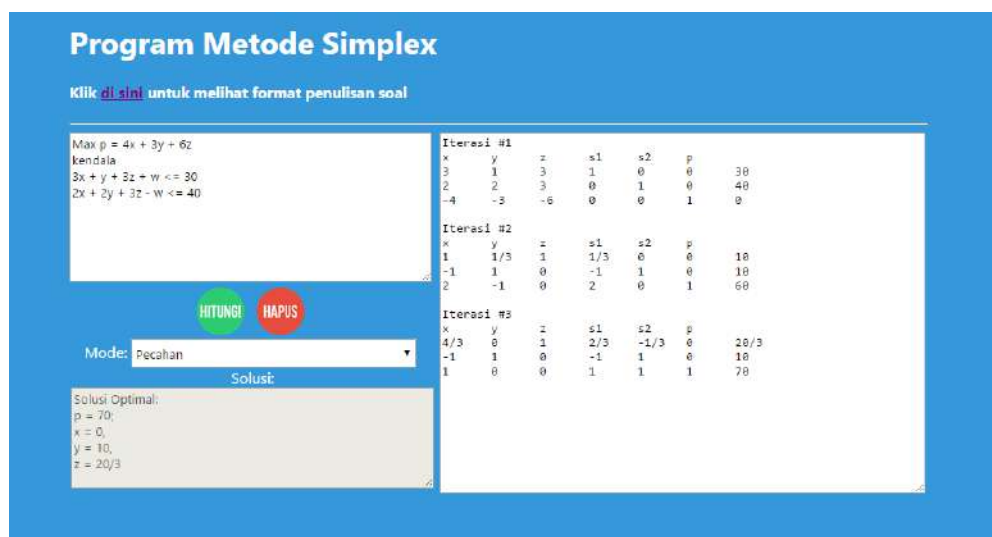 Program Metode Simplex
Klik di sini untuk melihat format penulisan soal
Max p = 4x + 3y + 6z
kendala
3x + y + 3z + w <= 30
2x + 2y + 3z - w <= 40
HITUNG!
HAPUS
Mode: Pecahan
Solusi:
Solusi Optimal:
p = 70;
x = 0,
y = 10,
z = 20/3
Iterasi #1
x y z s1 s2 p
3 1 3 1 0 0 30
2 2 3 0 1 0 40
-4 -3 -6 0 0 1 0
Iterasi #2
x y z s1 s2 p
1 1/3 1 1/3 0 0 10
-1 1 0 -1 1 0 10
2 -1 0 2 0 1 60
Iterasi #3
x y z s1 s2 p
4/3 0 1 2/3 -1/3 0 20/3
-1 1 0 -1 1 0 10
1 0 0 1 1 1 70